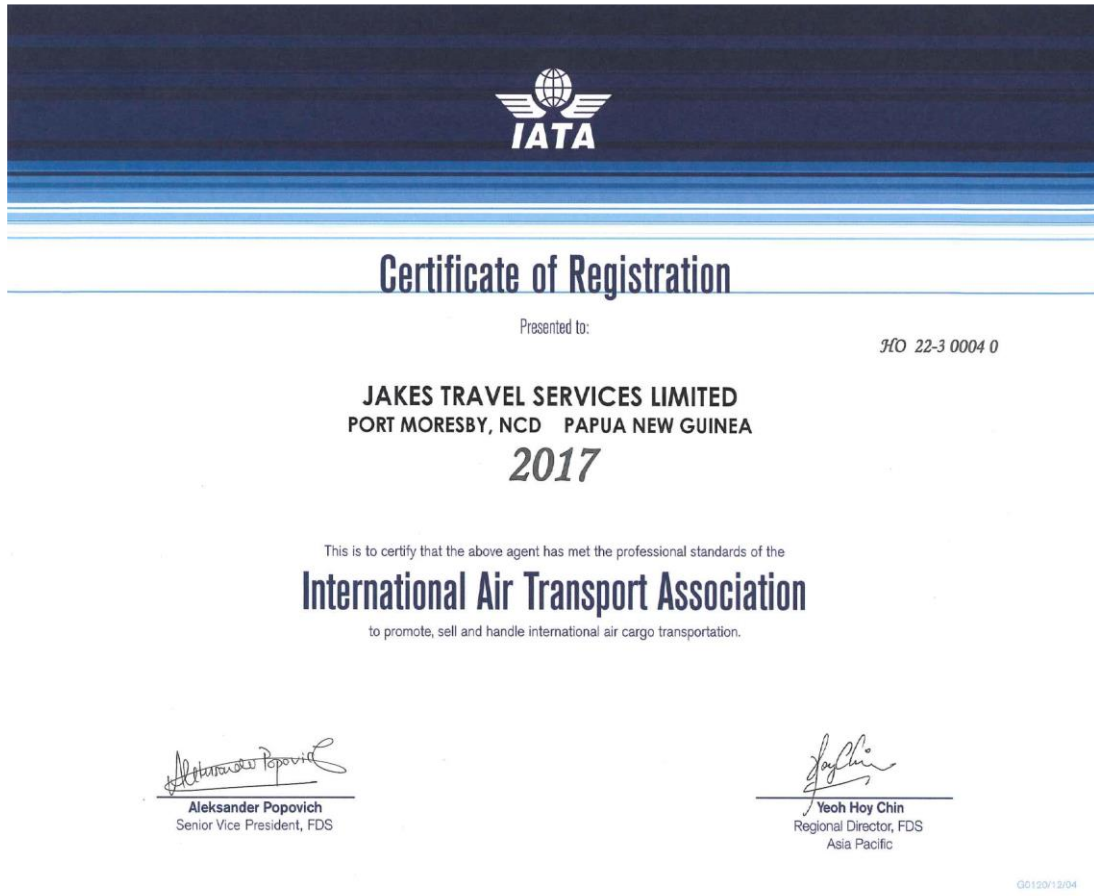 IATA
Certificate of Registration
Presented to:
HO 22-3 0004 0
JAKES TRAVEL SERVICES LIMITED
PORT MORESBY, NCD PAPUA NEW GUINEA
2017
This is to certify that the above agent has met the professional standards of the
International Air Transport Association
to promote, sell and handle international air cargo transportation.
Aleksander Popovich
Aleksander Popovich
Senior Vice President, FDS
HoyChin
Yeoh Hoy Chin
Regional Director, FDS
Asia Pacific
G0120/12/04